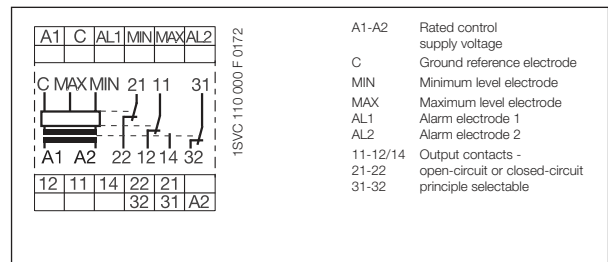 A1 C AL1 MIN MAX AL2
C MAX MIN 21 11 31
A1 A2 22 12 14 32
12 11 14 22 21
32 31 A2
1SVC 110 000 F 0172
A1-A2 Rated control
supply voltage
C Ground reference electrode
MIN Minimum level electrode
MAX Maximum level electrode
AL1 Alarm electrode 1
AL2 Alarm electrode 2
11-12/14 Output contacts -
21-22 open-circuit or closed-circuit
31-32 principle selectable